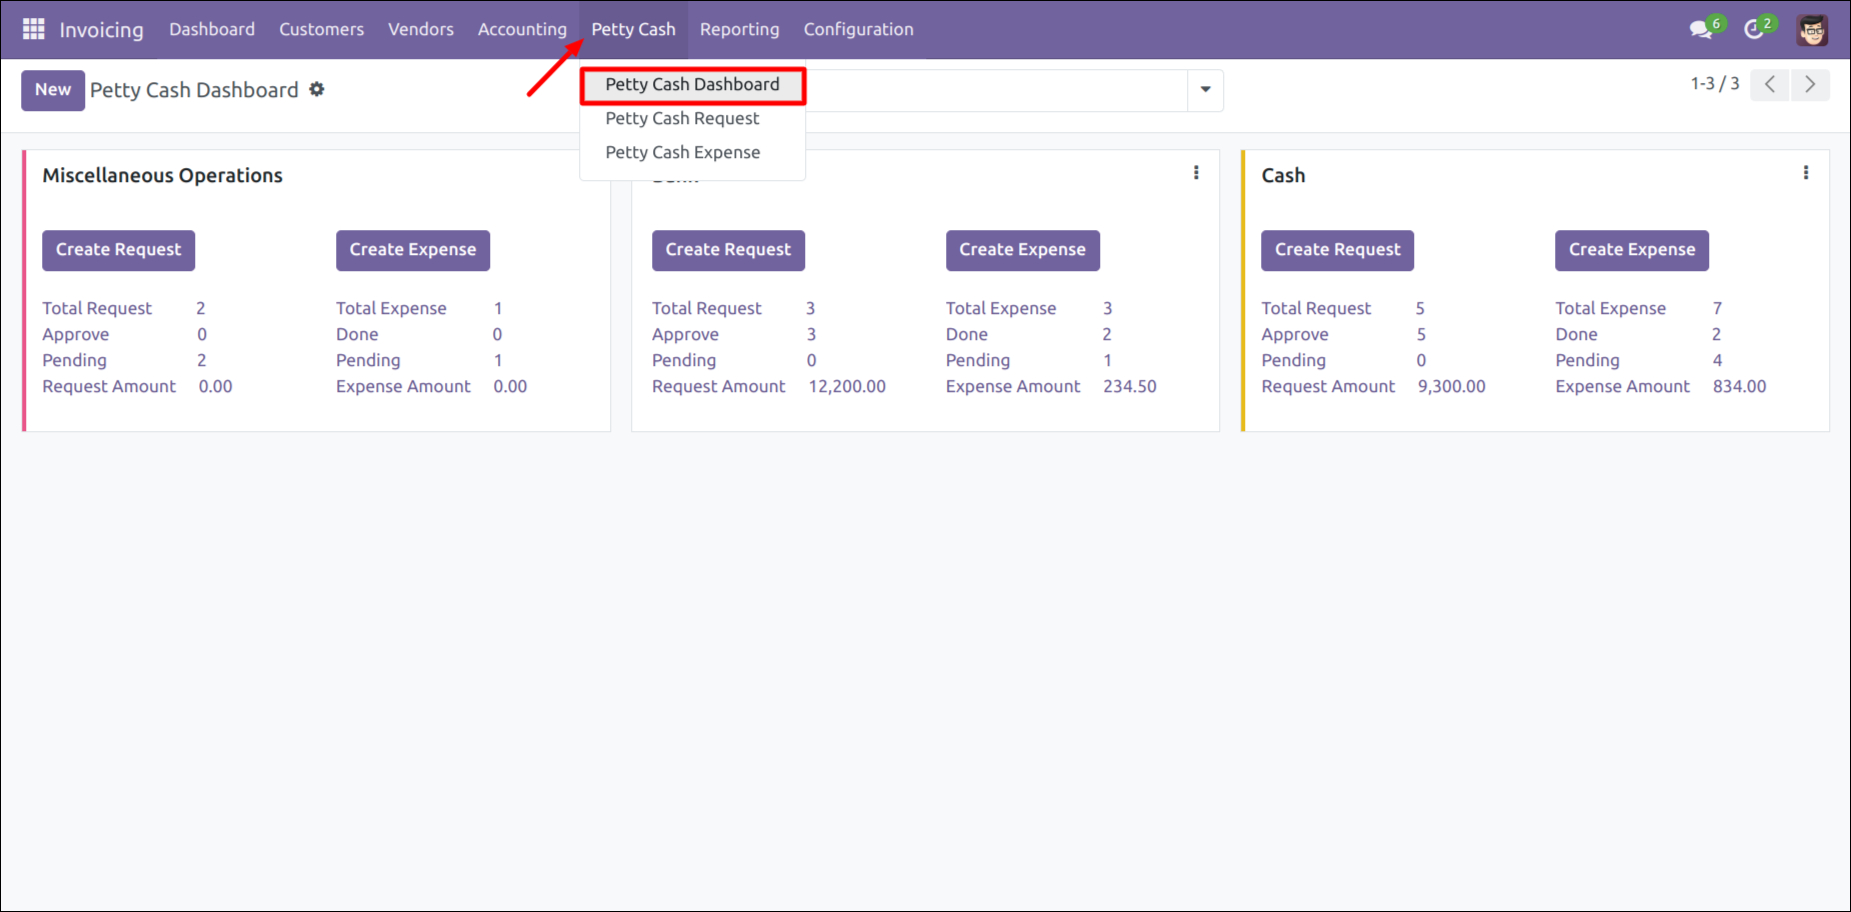 Invoicing Dashboard Customers Vendors Accounting Petty Cash Reporting Configuration 6 2
New Petty Cash Dashboard 1-3 / 3
Petty Cash Dashboard
Petty Cash Request
Petty Cash Expense
Miscellaneous Operations Cash
Create Request Create Expense Create Request Create Expense Create Request Create Expense
Total Request 2 Total Expense 1 Total Request 3 Total Expense 3 Total Request 5 Total Expense 7
Approve 0 Done 0 Approve 3 Done 2 Approve 5 Done 2
Pending 2 Pending 1 Pending 0 Pending 1 Pending 0 Pending 4
Request Amount 0.00 Expense Amount 0.00 Request Amount 12,200.00 Expense Amount 234.50 Request Amount 9,300.00 Expense Amount 834.00